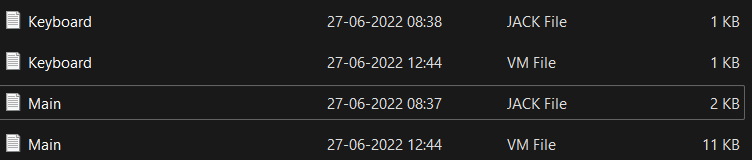 Keyboard 27-06-2022 08:38 JACK File 1 KB
Keyboard 27-06-2022 12:44 VM File 1 KB
Main 27-06-2022 08:37 JACK File 2 KB
Main 27-06-2022 12:44 VM File 11 KB